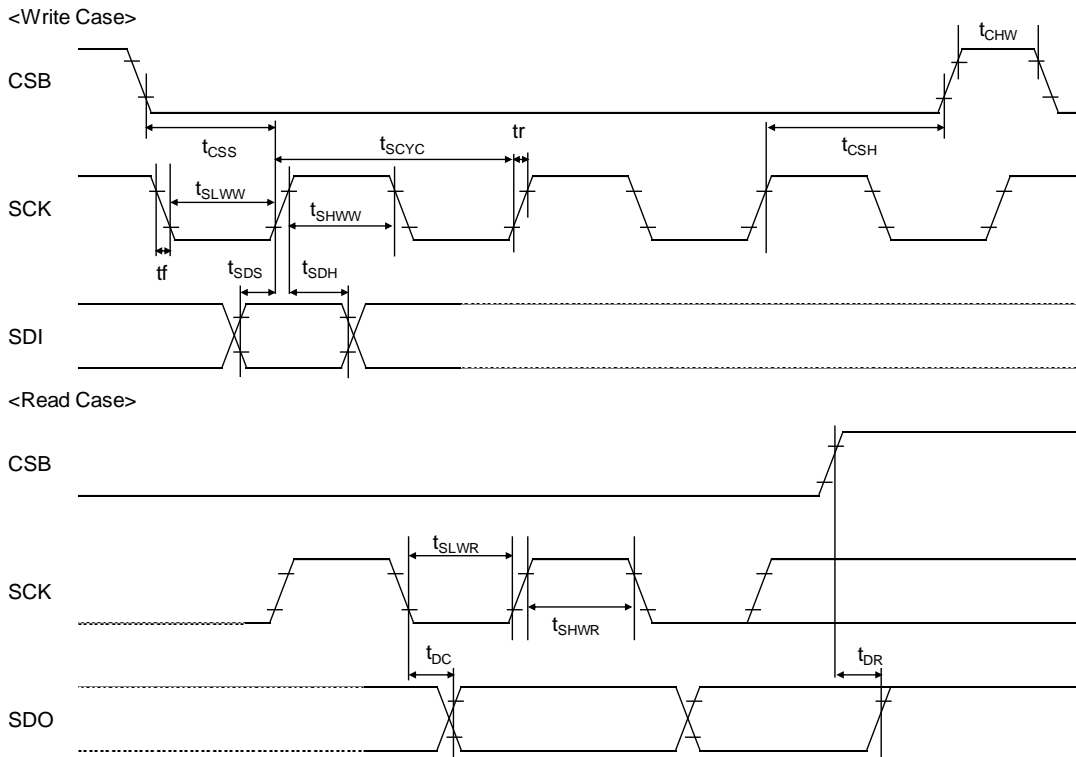 <Write Case>
tCHW
CSB
tCSS
tSCYC
tr
tCSH
SCK
tSLWW
tSHWW
tf
tSDS
tSDH
SDI
<Read Case>
CSB
tSLWR
SCK
tSHWR
tDC
tDR
SDO